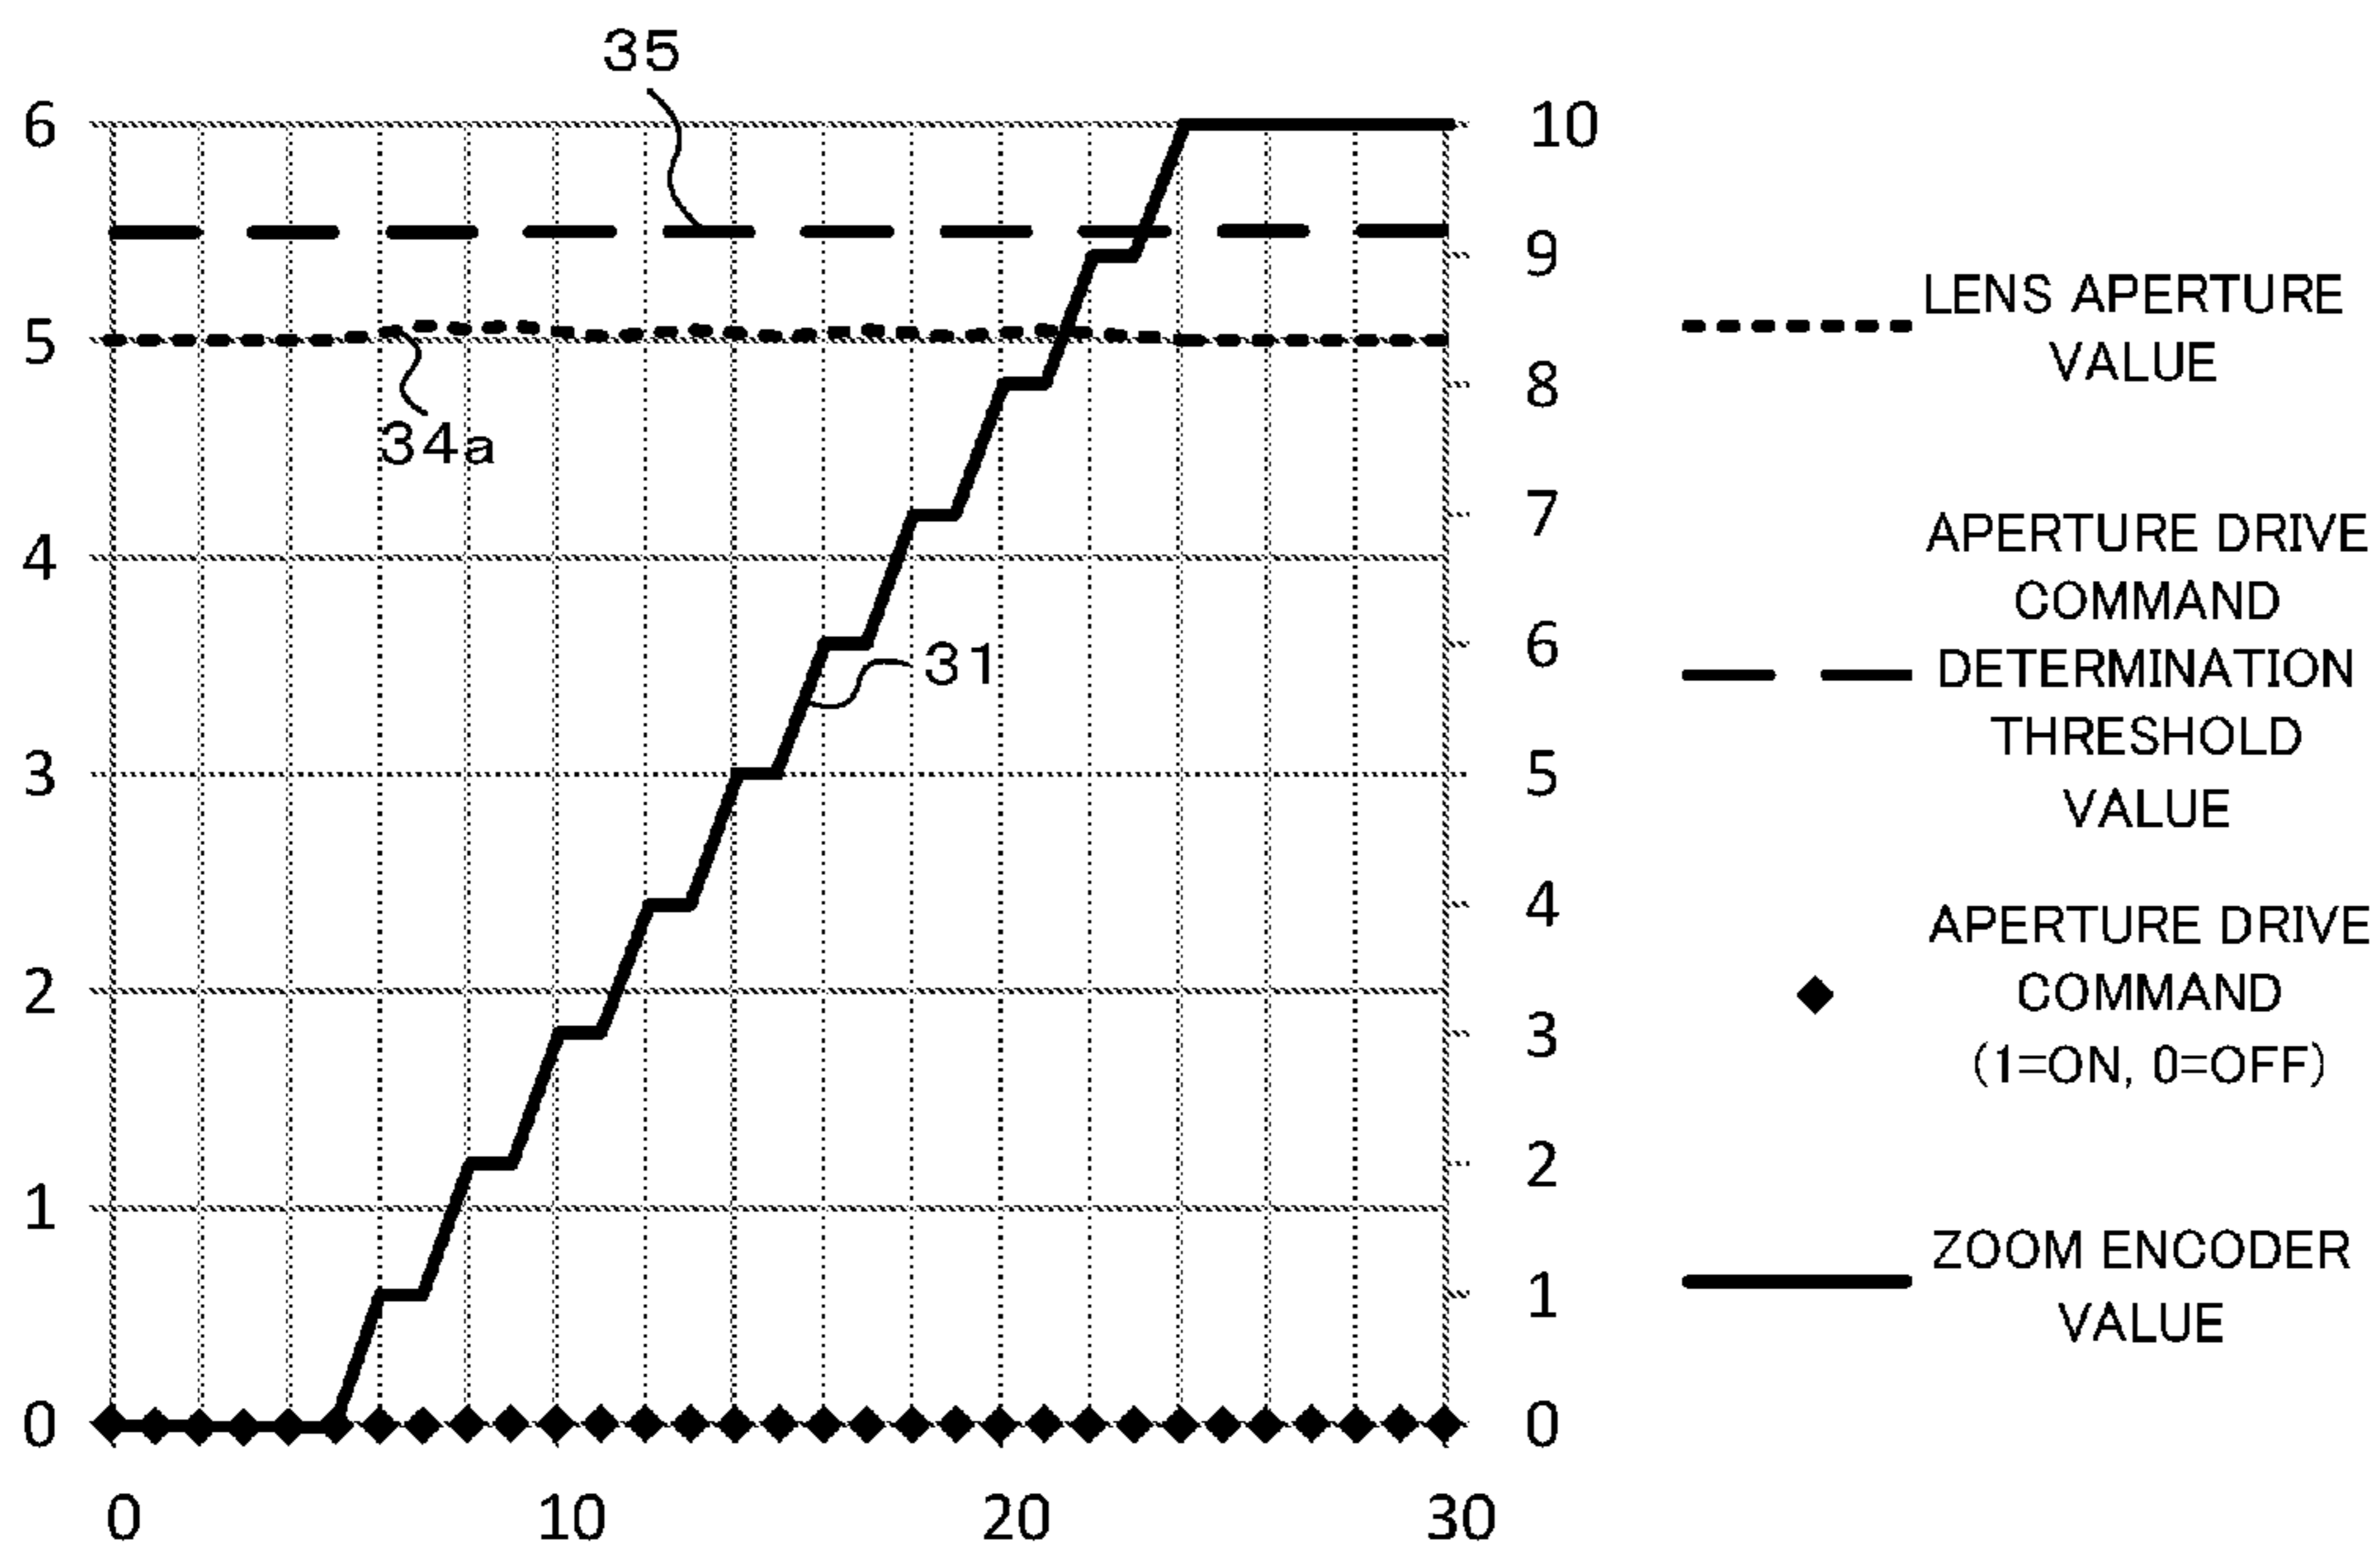 35
6
5
4
3
2
1
0
34a
31
10
9
8
7
6
5
4
3
2
1
0
0
10
20
30
LENS APERTURE
VALUE
APERTURE DRIVE
COMMAND
DETERMINATION
THRESHOLD
VALUE
APERTURE DRIVE
COMMAND
(1=ON, 0=OFF)
ZOOM ENCODER
VALUE